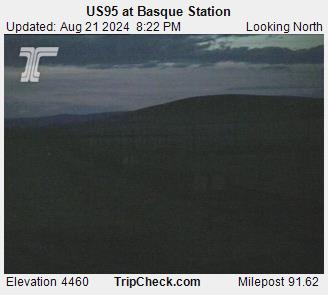 US95 at Basque Station
Updated: Aug 21 2024 8:22 PM Looking North
Elevation 4460 TripCheck.com Milepost 91.62